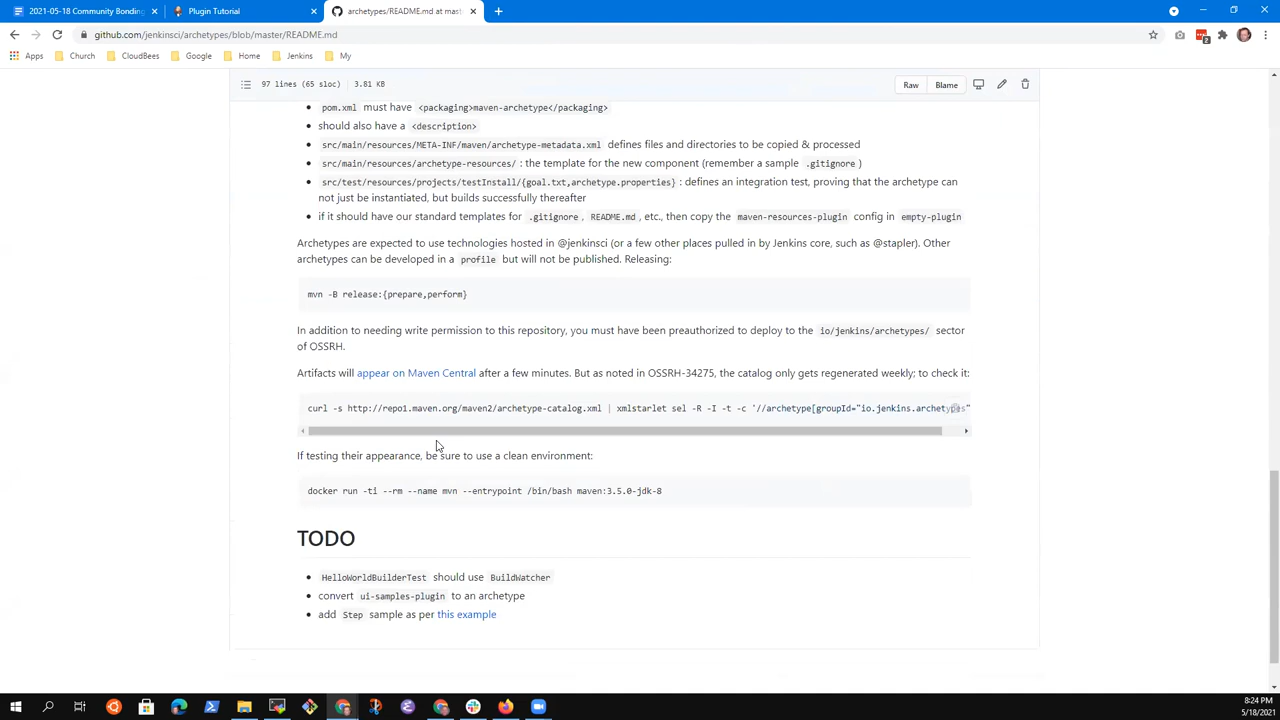 2021-05-18 Community Bonding
Plugin Tutorial
archetypes/README.md at mast
github.com/jenkinsci/archetypes/blob/master/README.md
Apps Church CloudBees Google Home Jenkins My
97 lines (65 sloc) 3.81 KB
Raw Blame
pom.xml must have <packaging>maven-archetype</packaging>
should also have a <description>
src/main/resources/META-INF/maven/archetype-metadata.xml defines files and directories to be copied & processed
src/main/resources/archetype-resources/ : the template for the new component (remember a sample .gitignore )
src/test/resources/projects/testInstall/{goal.txt,archetype.properties} : defines an integration test, proving that the archetype can
not just be instantiated, but builds successfully thereafter
if it should have our standard templates for .gitignore , README.md , etc., then copy the maven-resources-plugin config in empty-plugin
Archetypes are expected to use technologies hosted in @jenkinsci (or a few other places pulled in by Jenkins core, such as @stapler). Other
archetypes can be developed in a profile but will not be published. Releasing:
mvn -B release:{prepare,perform}
In addition to needing write permission to this repository, you must have been preauthorized to deploy to the io/jenkins/archetypes/ sector
of OSSRH.
Artifacts will appear on Maven Central after a few minutes. But as noted in OSSRH-34275, the catalog only gets regenerated weekly; to check it:
curl -s http://repo1.maven.org/maven2/archetype-catalog.xml | xmlstarlet sel -R -I -t -c '//archetype[groupId="io.jenkins.archetypes"
If testing their appearance, be sure to use a clean environment:
docker run -ti --rm --name mvn --entrypoint /bin/bash maven:3.5.0-jdk-8
TODO
HelloWorldBuilderTest should use BuildWatcher
convert ui-samples-plugin to an archetype
add Step sample as per this example
8:24 PM
5/18/2021